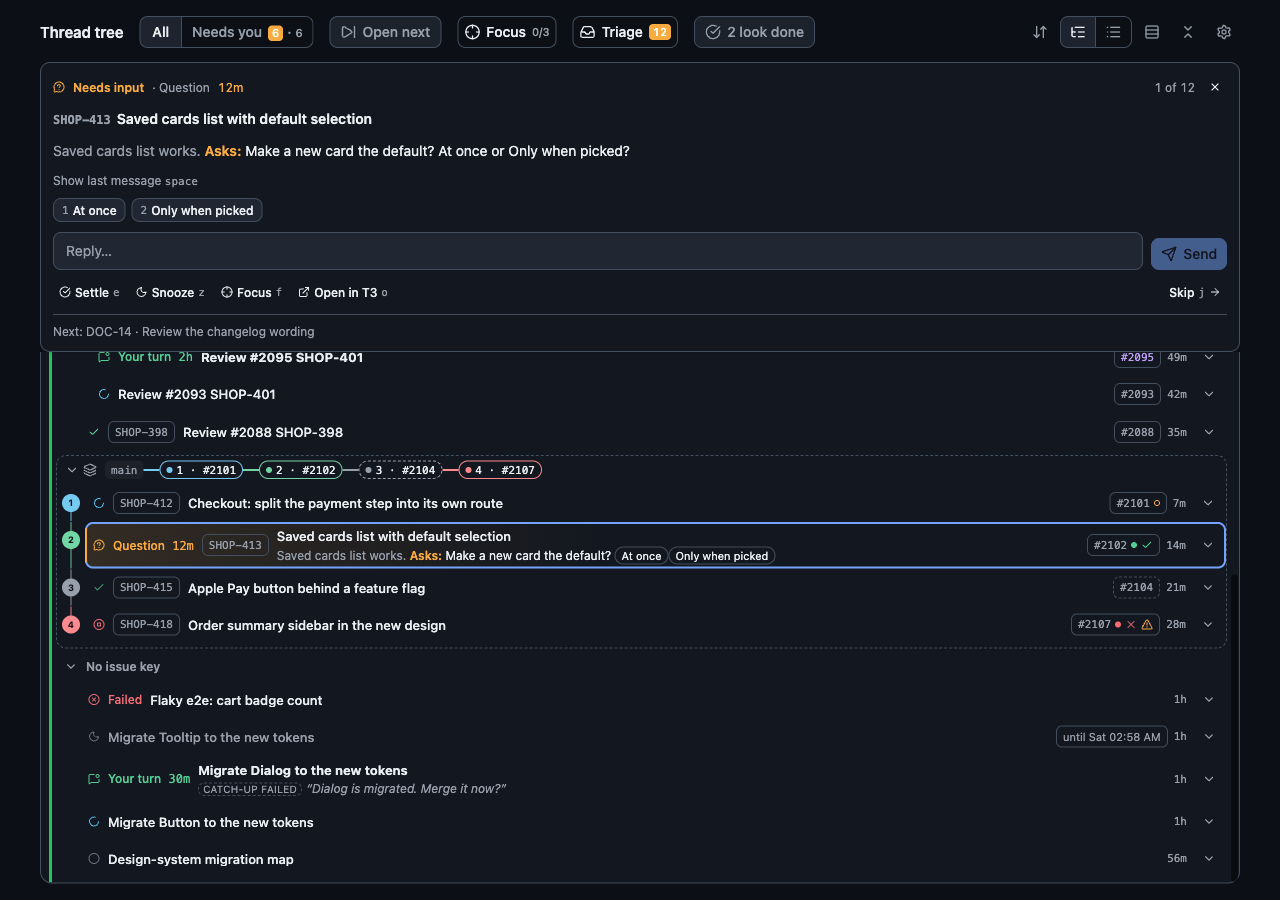 Thread tree All Needs you 6 · 6 Open next Focus 0/3 Triage 12 2 look done
Needs input · Question 12m 1 of 12
SHOP-413 Saved cards list with default selection
Saved cards list works. Asks: Make a new card the default? At once or Only when picked?
Show last message space
1 At once 2 Only when picked
Reply... Send
Settle e Snooze z Focus f Open in T3 o Skip j
Next: DOC-14 · Review the changelog wording
Your turn 2h Review #2095 SHOP-401 #2095 49m
Review #2093 SHOP-401 #2093 42m
SHOP-398 Review #2088 SHOP-398 #2088 35m
main 1 · #2101 2 · #2102 3 · #2104 4 · #2107
1 SHOP-412 Checkout: split the payment step into its own route #2101 7m
2 Question 12m SHOP-413 Saved cards list with default selection #2102 14m
Saved cards list works. Asks: Make a new card the default? At once Only when picked
3 SHOP-415 Apple Pay button behind a feature flag #2104 21m
4 SHOP-418 Order summary sidebar in the new design #2107 28m
No issue key
Failed Flaky e2e: cart badge count 1h
Migrate Tooltip to the new tokens until Sat 02:58 AM 1h
Your turn 30m Migrate Dialog to the new tokens 1h
CATCH-UP FAILED “Dialog is migrated. Merge it now?”
Migrate Button to the new tokens 1h
Design-system migration map 56m